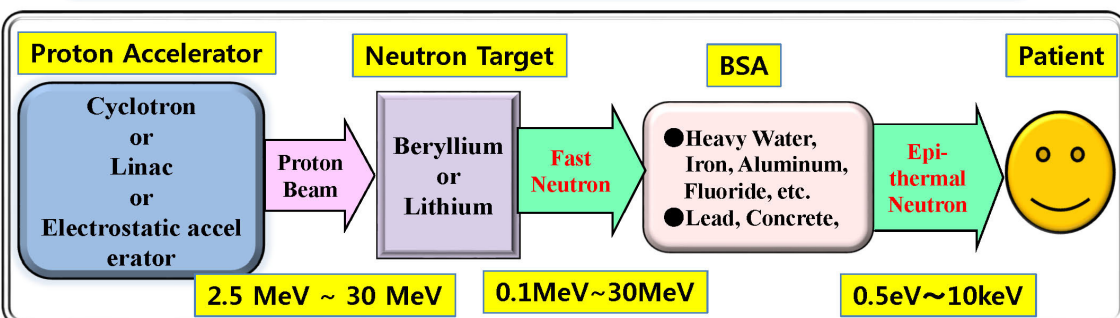 Proton Accelerator
Cyclotron
or
Linac
or
Electrostatic accel
erator
Proton
Beam
2.5 MeV ~ 30 MeV
Neutron Target
Beryllium
or
Lithium
Fast
Neutron
0.1MeV~30MeV
BSA
●Heavy Water,
Iron, Aluminum,
Fluoride, etc.
●Lead, Concrete,
Epi-
thermal
Neutron
0.5eV～10keV
Patient